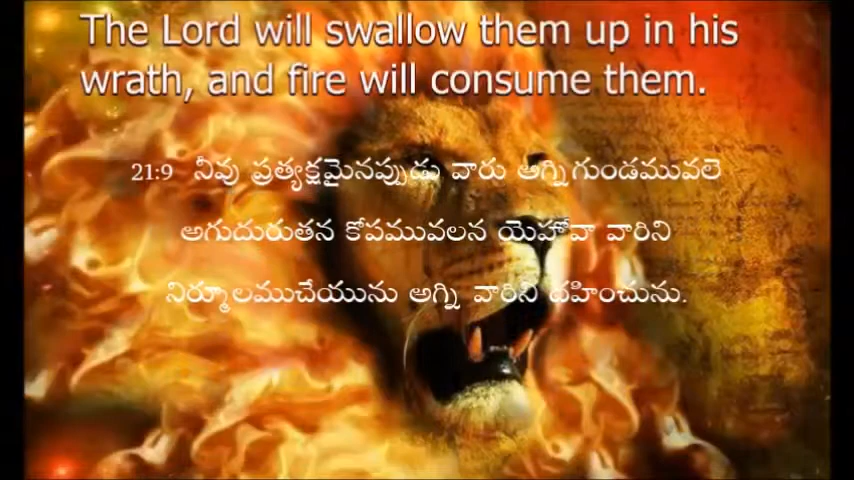 The Lord will swallow them up in his
wrath, and fire will consume them.
21:9 నీవు ప్రత్యక్షమైనప్పుడు వారు అగ్నిగుండమువలె
అగుదురుతన కోపమువలన యెహోవా వారిని
నిర్మూలముచేయును అగ్ని వారిని దహించును.